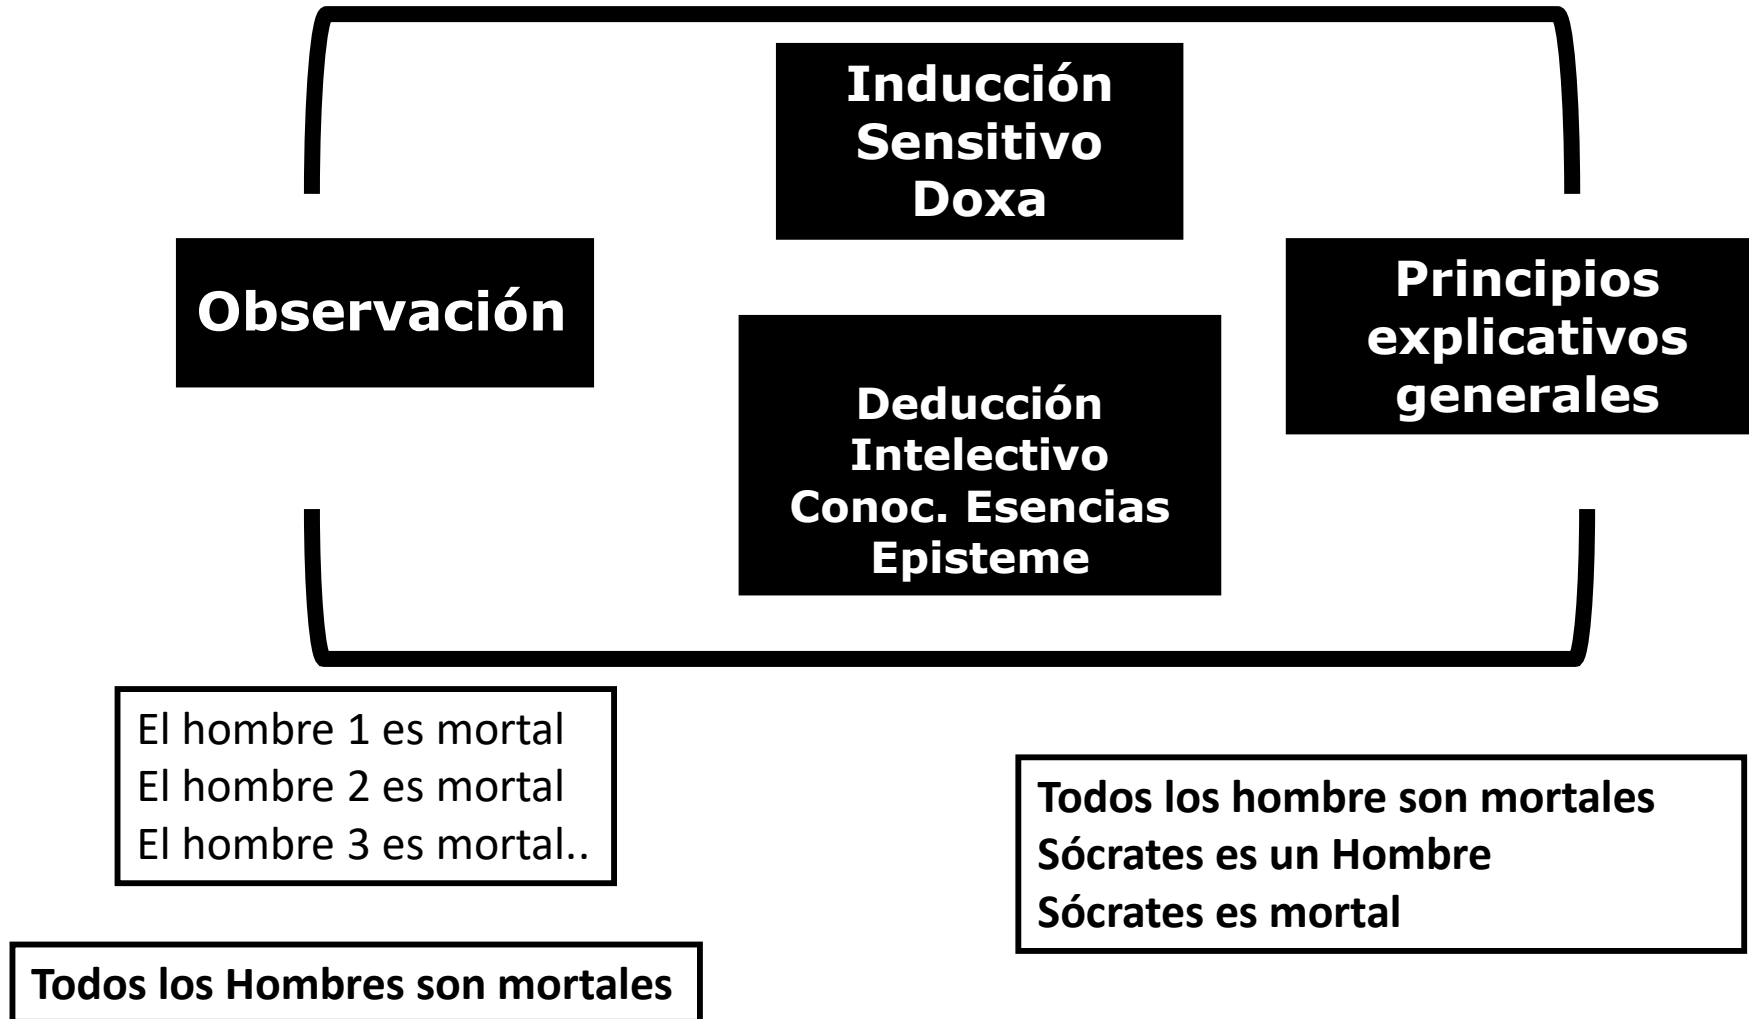 Inducción
Sensitivo
Doxa
Observación
Principios
explicativos
generales
Deducción
Intelectivo
Conoc. Esencias
Episteme
El hombre 1 es mortal
El hombre 2 es mortal
El hombre 3 es mortal..
Todos los hombre son mortales
Sócrates es un Hombre
Sócrates es mortal
Todos los Hombres son mortales